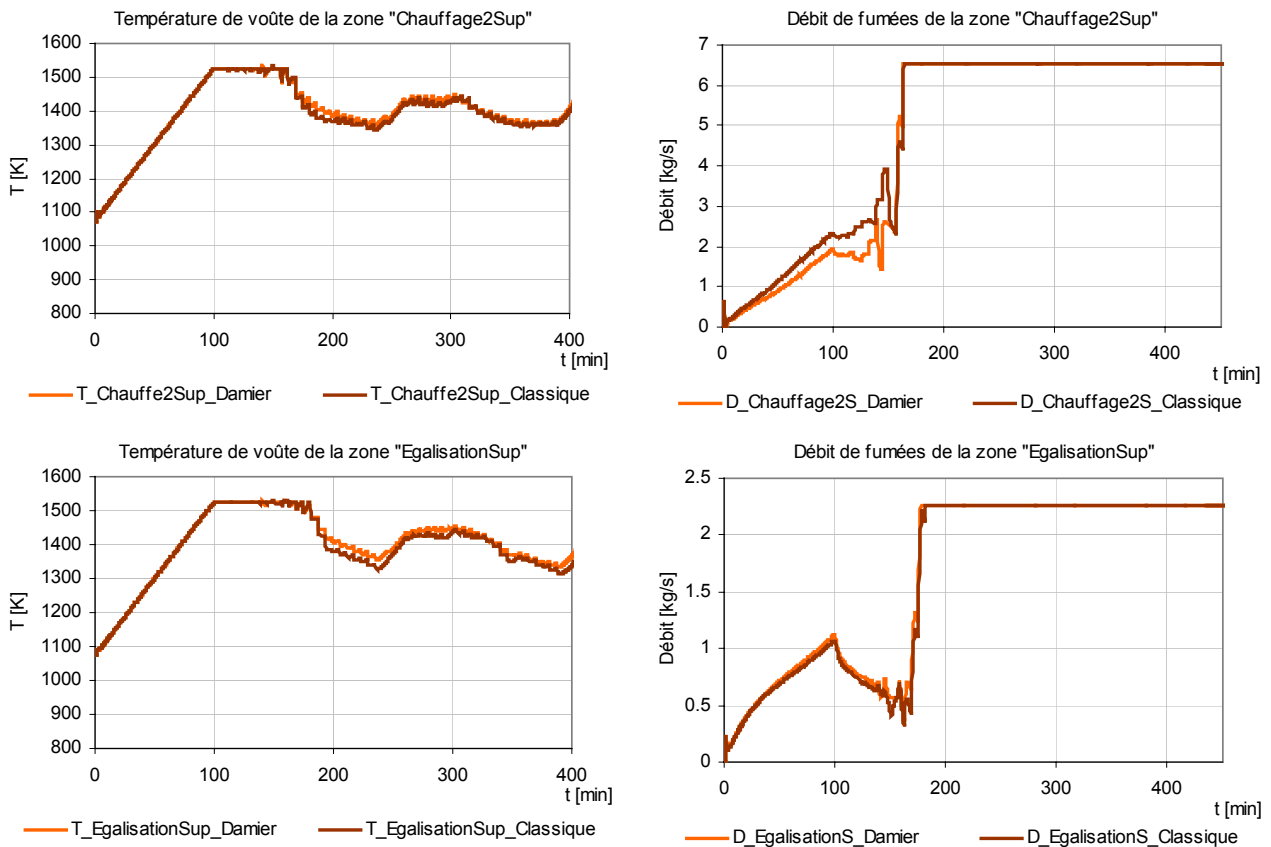 Température de voûte de la zone "Chauffage2Sup"
1600
1500
1400
1300
1200
1100
1000
900
800
T [K]
0 100 200 300 400
t [min]
T_Chauffe2Sup_Damier T_Chauffe2Sup_Classique
Débit de fumées de la zone "Chauffage2Sup"
7
6
5
4
3
2
1
0
Débit [kg/s]
0 100 200 300 400
t [min]
D_Chauffage2S_Damier D_Chauffage2S_Classique
Température de voûte de la zone "EgalisationSup"
1600
1500
1400
1300
1200
1100
1000
900
800
T [K]
0 100 200 300 400
t [min]
T_EgalisationSup_Damier T_EgalisationSup_Classique
Débit de fumées de la zone "EgalisationSup"
2.5
2
1.5
1
0.5
0
Débit [kg/s]
0 100 200 300 400
t [min]
D_EgalisationS_Damier D_EgalisationS_Classique